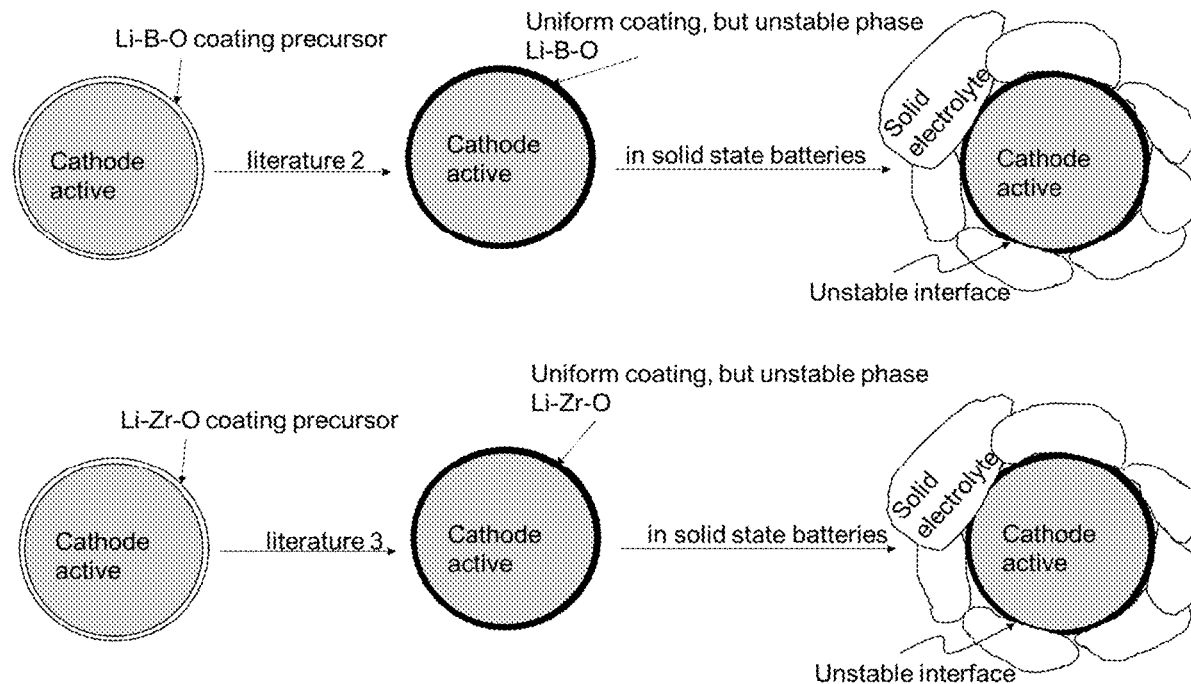 Li-B-O coating precursor
Uniform coating, but unstable phase
Li-B-O
Cathode
active
literature 2
Cathode
active
in solid state batteries
Solid
electrolyte
Cathode
active
Unstable interface
Li-Zr-O coating precursor
Uniform coating, but unstable phase
Li-Zr-O
Cathode
active
literature 3
Cathode
active
in solid state batteries
Solid
electrolyte
Cathode
active
Unstable interface